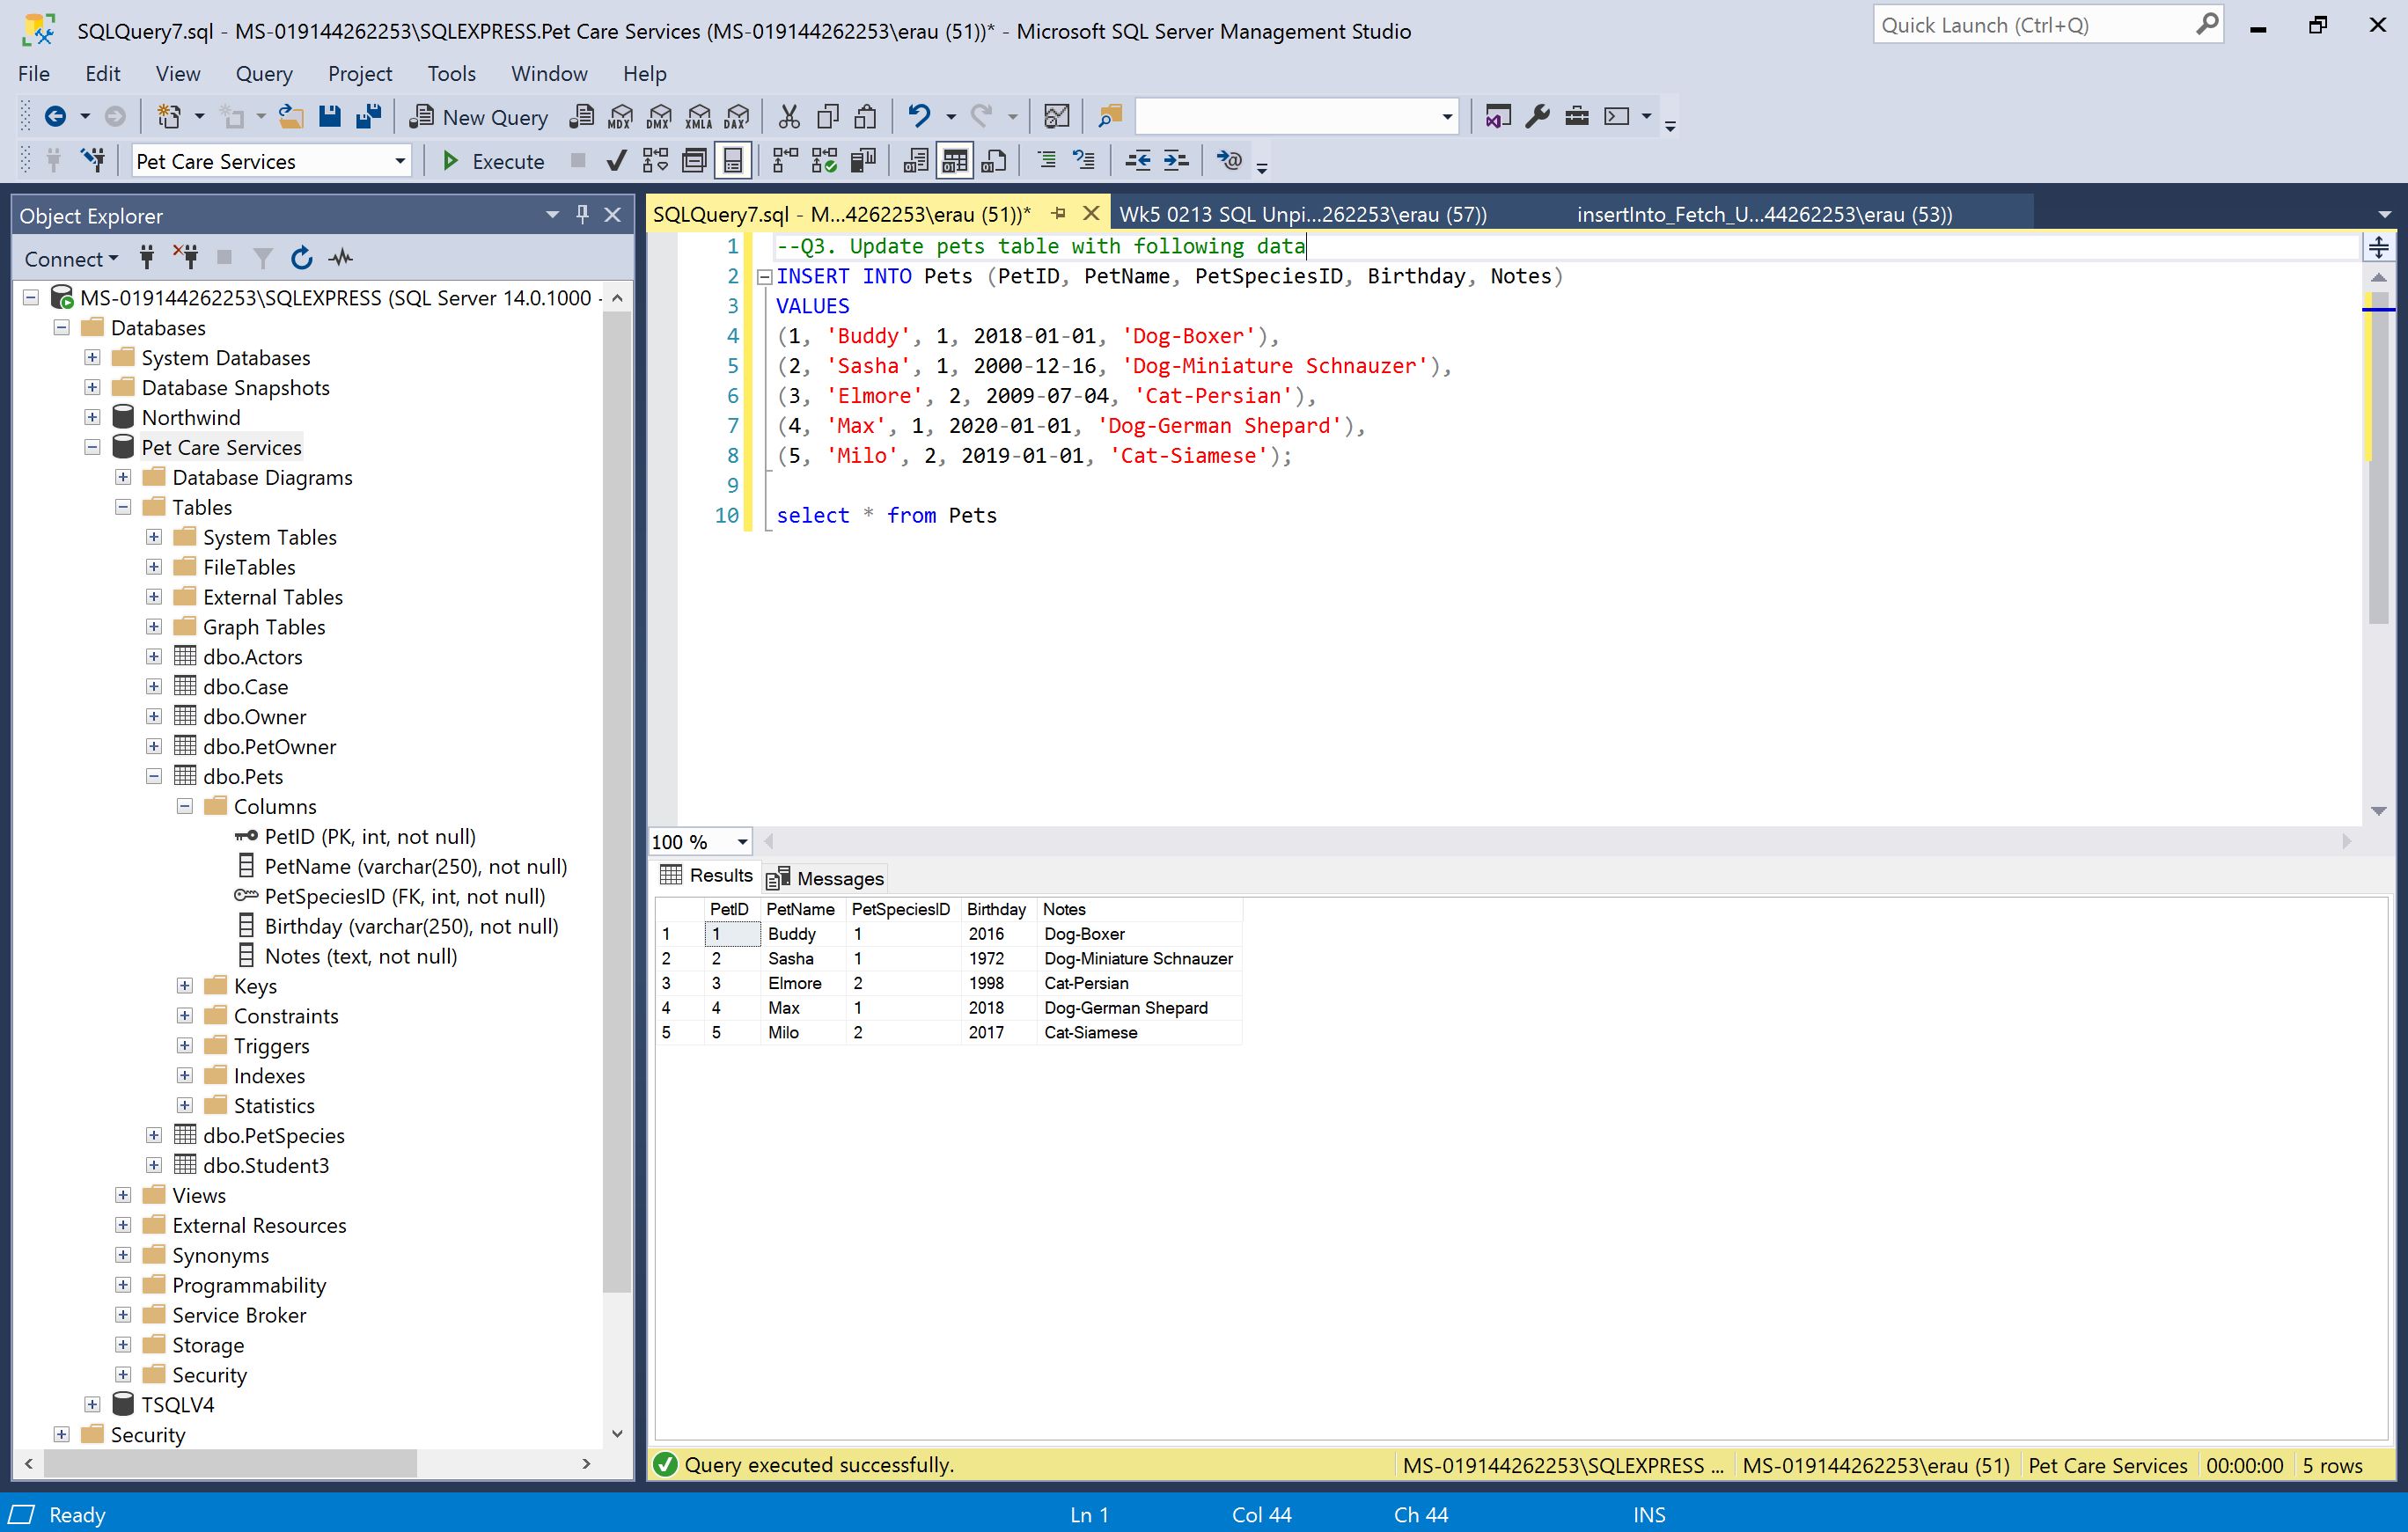 SQLQuery7.sql - MS-019144262253\SQLEXPRESS.Pet Care Services (MS-019144262253\erau (51))* - Microsoft SQL Server Management Studio
Quick Launch (Ctrl+Q)
File Edit View Query Project Tools Window Help
New Query MDX DMX XMLA DAX
Pet Care Services Execute
Object Explorer
Connect
MS-019144262253\SQLEXPRESS (SQL Server 14.0.1000 -
Databases
System Databases
Database Snapshots
Northwind
Pet Care Services
Database Diagrams
Tables
System Tables
FileTables
External Tables
Graph Tables
dbo.Actors
dbo.Case
dbo.Owner
dbo.PetOwner
dbo.Pets
Columns
PetID (PK, int, not null)
PetName (varchar(250), not null)
PetSpeciesID (FK, int, not null)
Birthday (varchar(250), not null)
Notes (text, not null)
Keys
Constraints
Triggers
Indexes
Statistics
dbo.PetSpecies
dbo.Student3
Views
External Resources
Synonyms
Programmability
Service Broker
Storage
Security
TSQLV4
Security
SQLQuery7.sql - M...4262253\erau (51))* Wk5 0213 SQL Unpi...262253\erau (57)) insertInto_Fetch_U...44262253\erau (53))
1 --Q3. Update pets table with following data
2 INSERT INTO Pets (PetID, PetName, PetSpeciesID, Birthday, Notes)
3 VALUES
4 (1, 'Buddy', 1, 2018-01-01, 'Dog-Boxer'),
5 (2, 'Sasha', 1, 2000-12-16, 'Dog-Miniature Schnauzer'),
6 (3, 'Elmore', 2, 2009-07-04, 'Cat-Persian'),
7 (4, 'Max', 1, 2020-01-01, 'Dog-German Shepard'),
8 (5, 'Milo', 2, 2019-01-01, 'Cat-Siamese');
9
10 select * from Pets
100 %
Results Messages
PetID PetName PetSpeciesID Birthday Notes
1 1 Buddy 1 2016 Dog-Boxer
2 2 Sasha 1 1972 Dog-Miniature Schnauzer
3 3 Elmore 2 1998 Cat-Persian
4 4 Max 1 2018 Dog-German Shepard
5 5 Milo 2 2017 Cat-Siamese
Query executed successfully. MS-019144262253\SQLEXPRESS ... MS-019144262253\erau (51) Pet Care Services 00:00:00 5 rows
Ready Ln 1 Col 44 Ch 44 INS